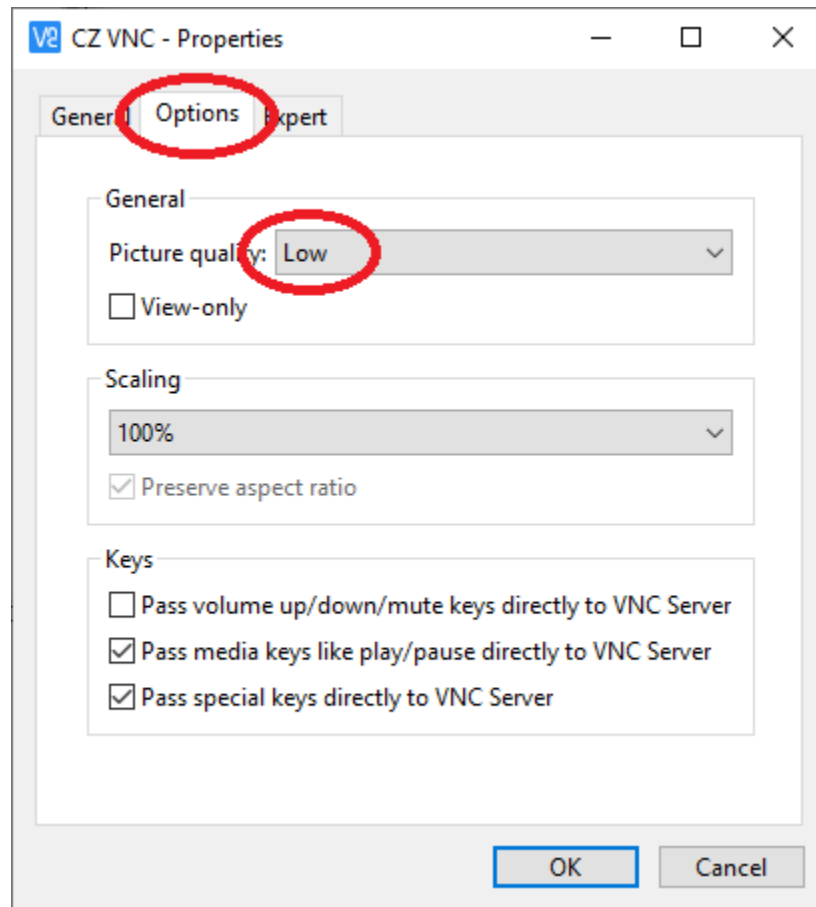 V2 CZ VNC - Properties
General Options Expert
General
Picture quality: Low
View-only
Scaling
100%
Preserve aspect ratio
Keys
Pass volume up/down/mute keys directly to VNC Server
Pass media keys like play/pause directly to VNC Server
Pass special keys directly to VNC Server
OK Cancel